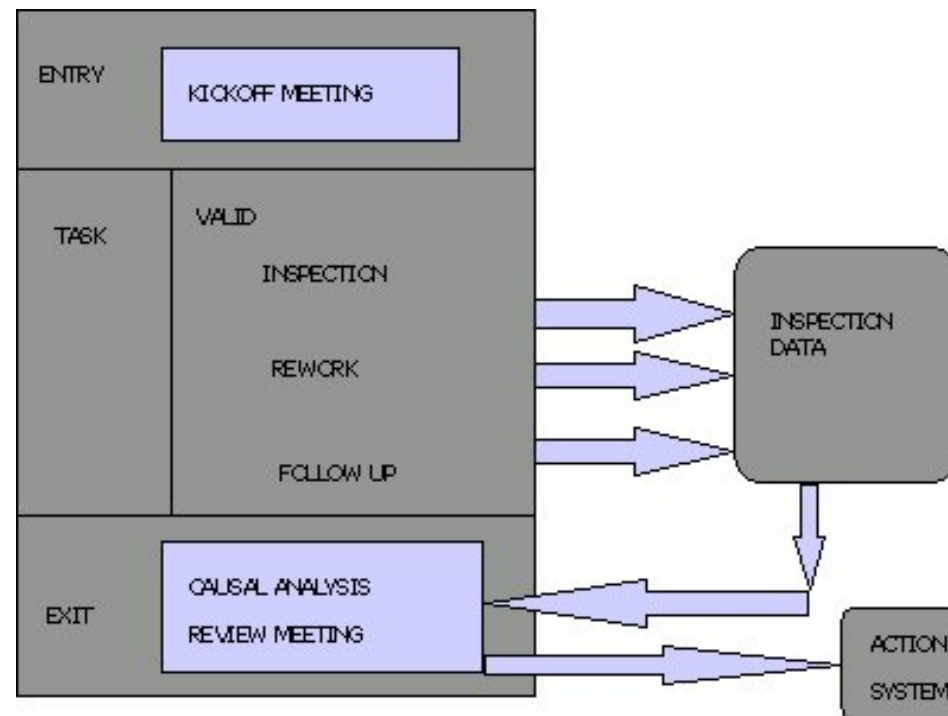 ENTRY
KICKOFF MEETING
TASK
VALID
INSPECTION
REWORK
FOLLOW UP
INSPECTION
DATA
EXIT
CAUSAL ANALYSIS
REVIEW MEETING
ACTION
SYSTEM